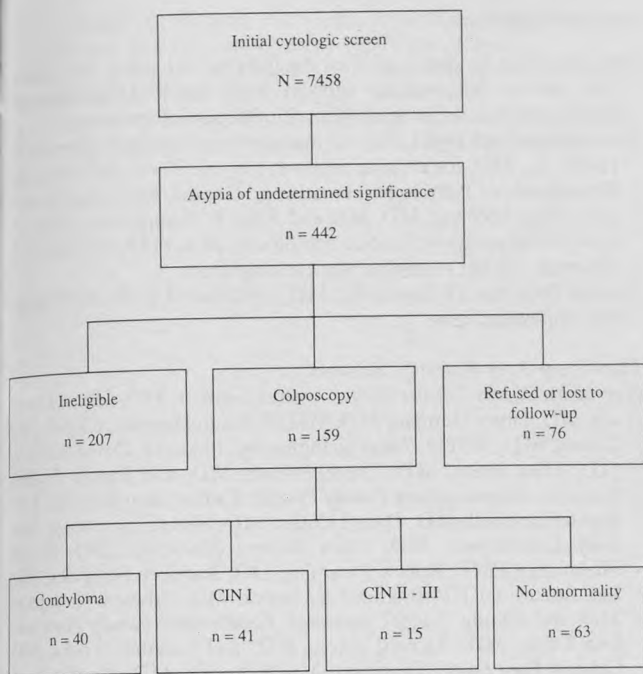 Initial cytologic screen
N = 7458
Atypia of undetermined significance
n = 442
Ineligible
n = 207
Colposcopy
n = 159
Refused or lost to
follow-up
n = 76
Condyloma
n = 40
CIN I
n = 41
CIN II - III
n = 15
No abnormality
n = 63